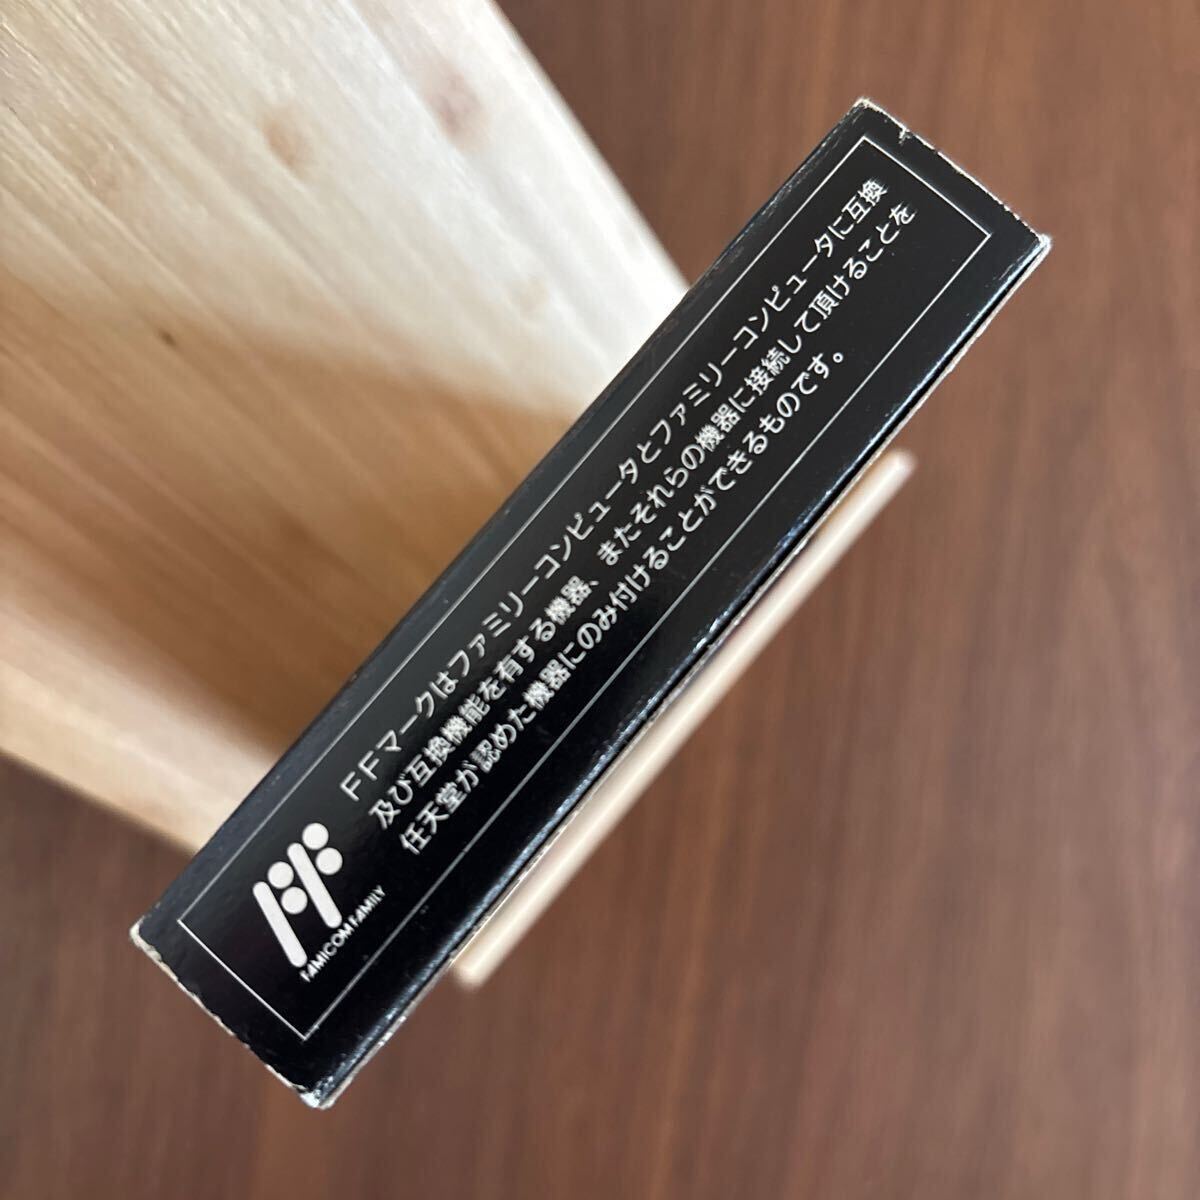 FFマークはファミリーコンピュータとファミリーコンピュータに互換
及び互換機能を有する機器、またそれらの機器に接続して頂けることを
任天堂が認めた機器にのみ付けることができるものです。
FF
FAMICOM FAMILY